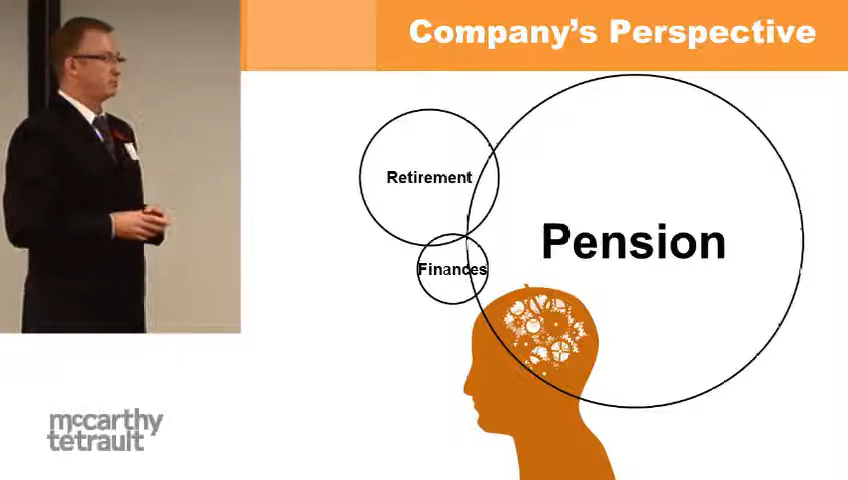 Company's Perspective
Retirement
Pension
Finances
mccarthy
tetrault